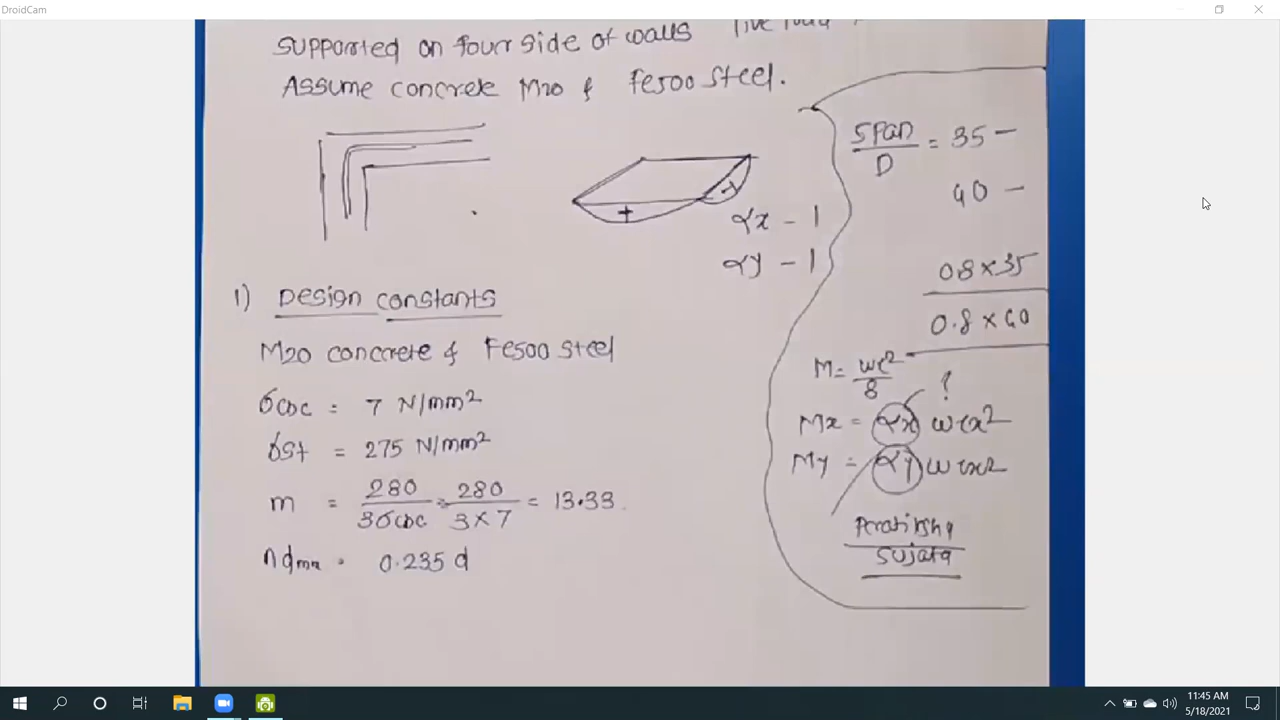 DroidCam
supported on four side of walls live load
Assume concrete M20 & Fe500 steel.
span/D = 35 –
40 –
αx – 1
αy – 1
0.8×35
0.8×40
1) Design constants
M20 concrete & Fe500 steel
M = wl²/8
?
Mx = αx wlx²
My = αy wlx²
σcbc = 7 N/mm²
σst = 275 N/mm²
m = 280/3σcbc = 280/3×7 = 13.33
sujata
0.235 d
11:45 AM
5/18/2021